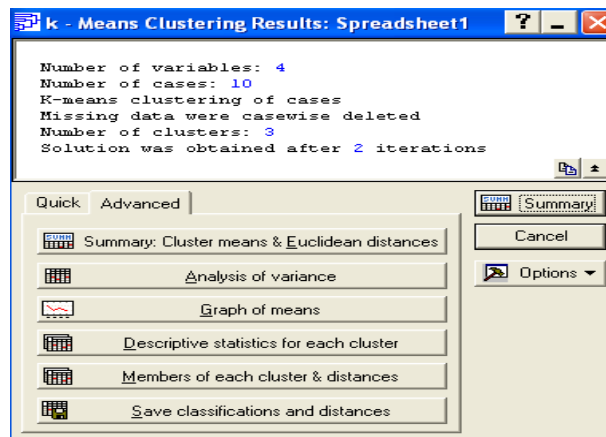 k - Means Clustering Results: Spreadsheet1
Number of variables: 4
Number of cases: 10
K-means clustering of cases
Missing data were casewise deleted
Number of clusters: 3
Solution was obtained after 2 iterations
Quick
Advanced
Summary: Cluster means & Euclidean distances
Analysis of variance
Graph of means
Descriptive statistics for each cluster
Members of each cluster & distances
Save classifications and distances
Summary
Cancel
Options